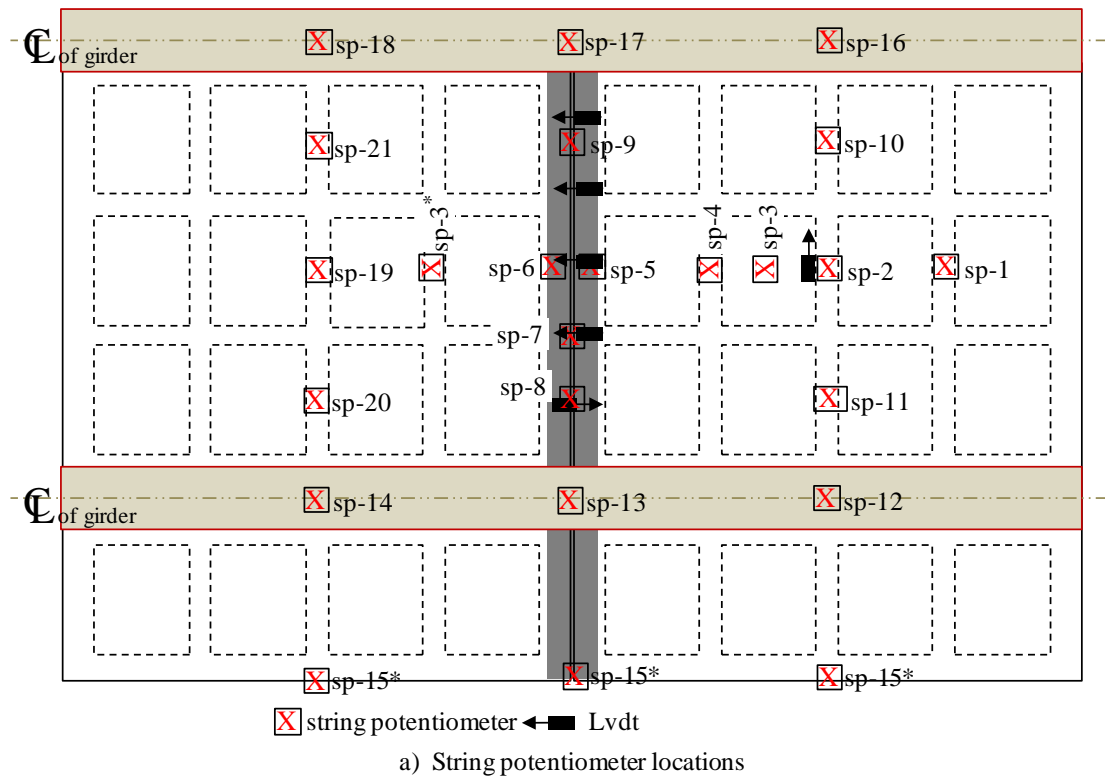 sp-18
sp-17
sp-16
℄ of girder
sp-21
sp-9
sp-10
sp-3*
sp-4
sp-3
sp-19
sp-6
sp-5
sp-2
sp-1
sp-7
sp-8
sp-20
sp-11
℄ of girder
sp-14
sp-13
sp-12
sp-15*
sp-15*
sp-15*
X string potentiometer
Lvdt
a) String potentiometer locations